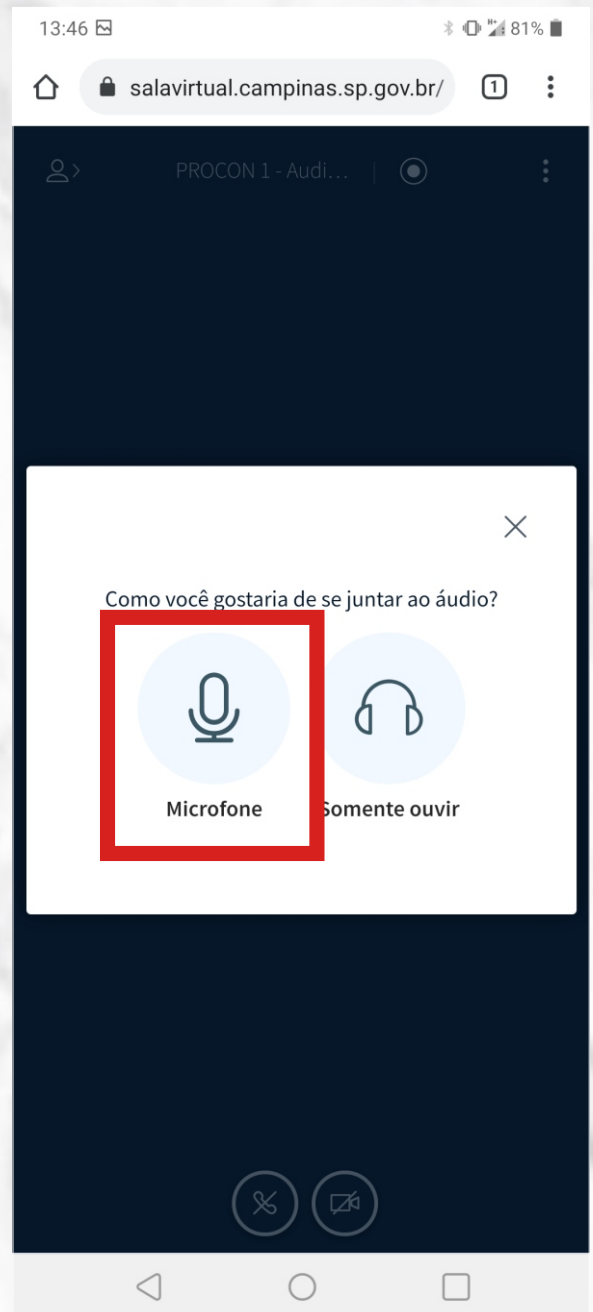 13:46
H+
81%
salavirtual.campinas.sp.gov.br/
1
PROCON 1 - Audi...
Como você gostaria de se juntar ao áudio?
Microfone
Somente ouvir